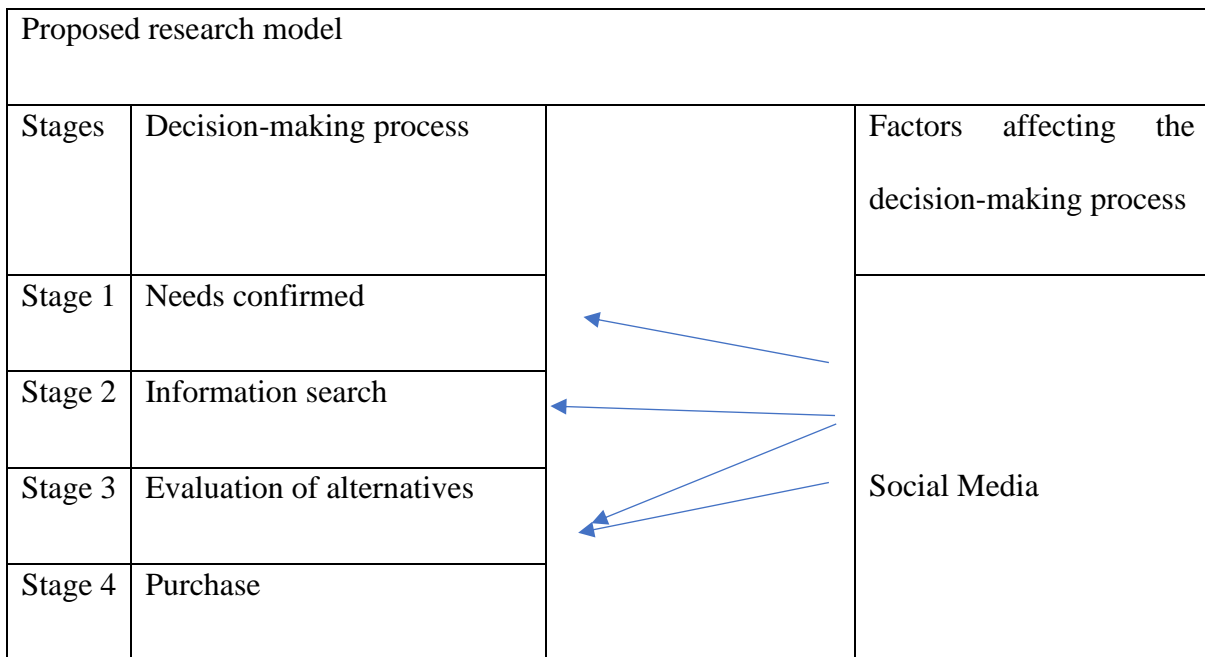 Proposed research model
Stages
Decision-making process
Factors affecting the
decision-making process
Stage 1
Needs confirmed
Stage 2
Information search
Stage 3
Evaluation of alternatives
Social Media
Stage 4
Purchase